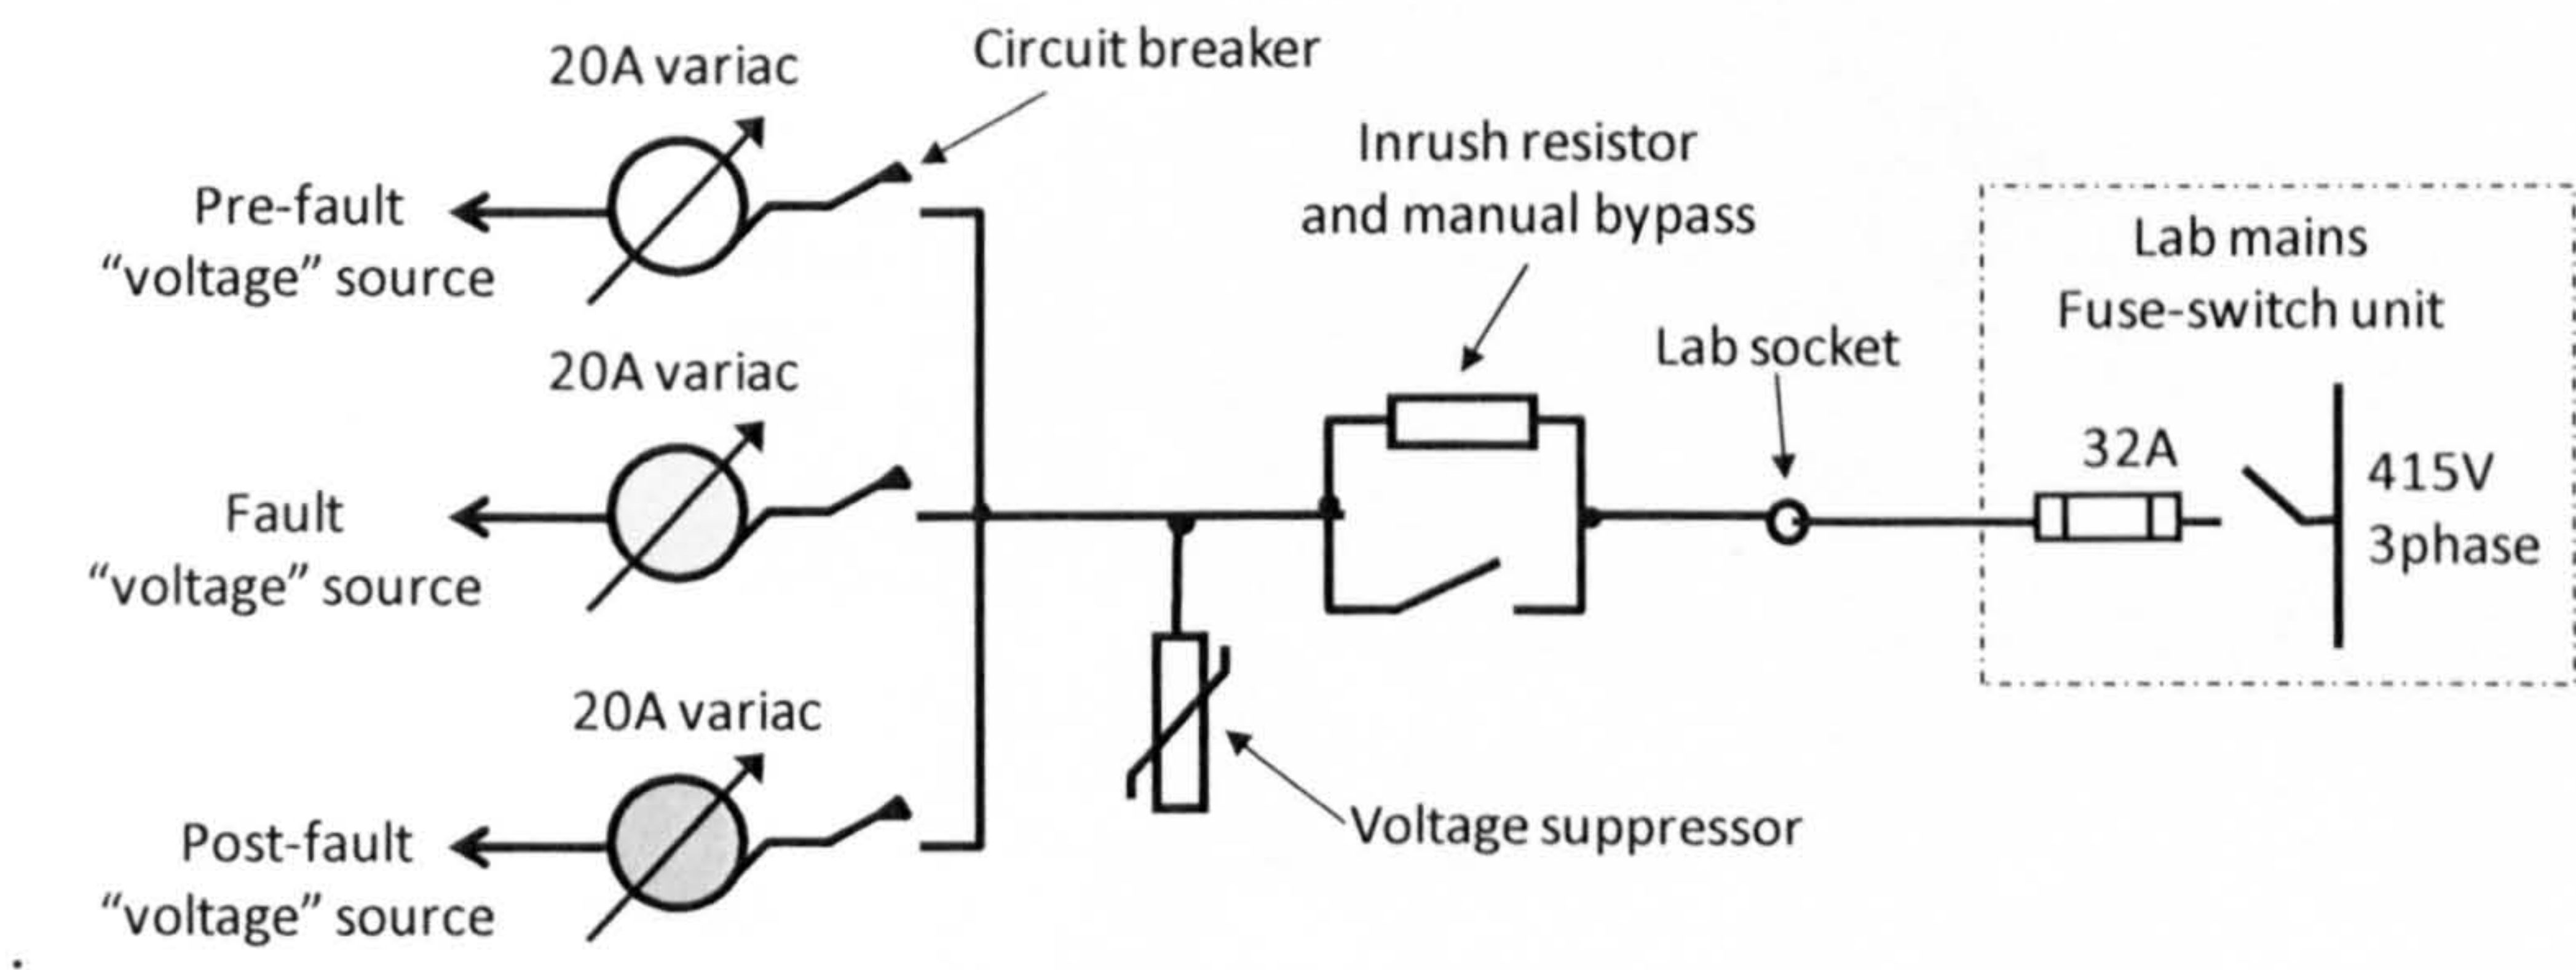 20A variac
Circuit breaker
Pre-fault
“voltage” source
Inrush resistor
and manual bypass
Lab mains
Fuse-switch unit
20A variac
Lab socket
Fault
“voltage” source
32A
415V
3phase
20A variac
Post-fault
“voltage” source
Voltage suppressor